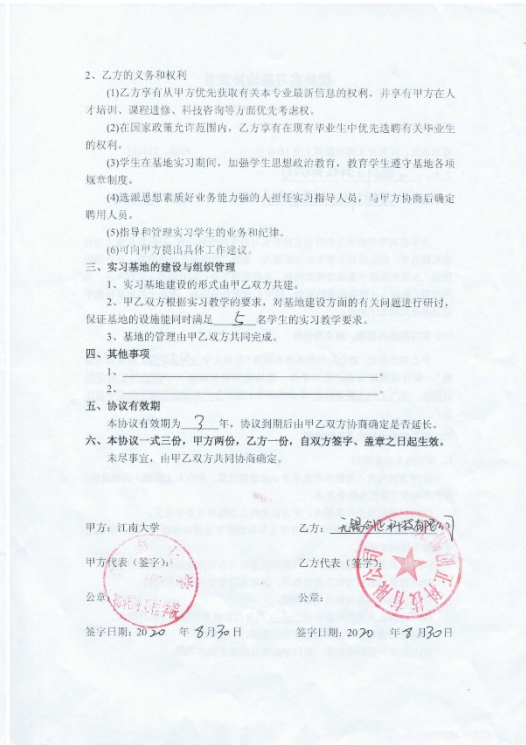 2、乙方的义务和权利
(1)乙方享有从甲方优先获取有关本专业最新信息的权利，并享有甲方在人
才培训、课程进修、科技咨询等方面优先考虑权。
(2)在国家政策允许范围内，乙方享有在现有毕业生中优先选聘有关毕业生
的权利。
(3)学生在基地实习期间，加强学生思想政治教育，教育学生遵守基地各项
规章制度。
(4)选派思想素质好业务能力强的人担任实习指导人员，与甲方协商后确定
聘用人员。
(5)指导和管理实习学生的业务和纪律。
(6)可向甲方提出具体工作建议。
三、实习基地的建设与组织管理
1、实习基地建设的形式由甲乙双方共建。
2、甲乙双方根据实习教学的要求，对基地建设方面的有关问题进行研讨，
保证基地的设施能同时满足 5 名学生的实习教学要求。
3、基地的管理由甲乙双方共同完成。
四、其他事项
1、。
2、。
五、协议有效期
本协议有效期为 3 年，协议到期后由甲乙双方协商确定是否延长。
六、本协议一式三份，甲方两份，乙方一份，自双方签字、盖章之日起生效。
未尽事宜，由甲乙双方共同协商确定。
甲方：江南大学 乙方：无锡 科技有限公司
甲方代表（签字）： 乙方代表（签字）：
公章： 公章：
签字日期：2020 年 8月30日 签字日期：2020 年 8月30日
科技有限公司